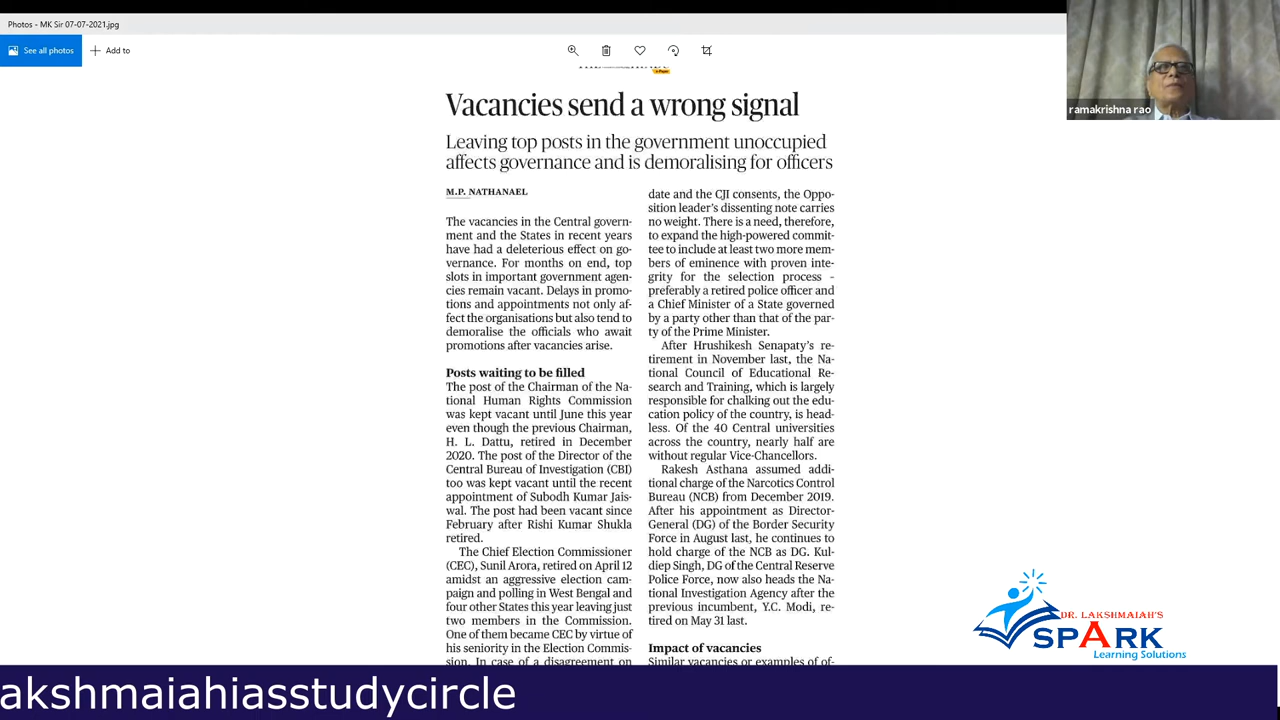 Photos - MK Sir 07-07-2021.jpg
See all photos
Add to
ramakrishna rao
Vacancies send a wrong signal
Leaving top posts in the government unoccupied
affects governance and is demoralising for officers
M.P. NATHANAEL
The vacancies in the Central govern-
ment and the States in recent years
have had a deleterious effect on go-
vernance. For months on end, top
slots in important government agen-
cies remain vacant. Delays in promo-
tions and appointments not only af-
fect the organisations but also tend to
demoralise the officials who await
promotions after vacancies arise.
Posts waiting to be filled
The post of the Chairman of the Na-
tional Human Rights Commission
was kept vacant until June this year
even though the previous Chairman,
H. L. Dattu, retired in December
2020. The post of the Director of the
Central Bureau of Investigation (CBI)
too was kept vacant until the recent
appointment of Subodh Kumar Jais-
wal. The post had been vacant since
February after Rishi Kumar Shukla
retired.
The Chief Election Commissioner
(CEC), Sunil Arora, retired on April 12
amidst an aggressive election cam-
paign and polling in West Bengal and
four other States this year leaving just
two members in the Commission.
One of them became CEC by virtue of
his seniority in the Election Commis-
sion. In case of a disagreement on
date and the CJI consents, the Oppo-
sition leader's dissenting note carries
no weight. There is a need, therefore,
to expand the high-powered commit-
tee to include at least two more mem-
bers of eminence with proven inte-
grity for the selection process –
preferably a retired police officer and
a Chief Minister of a State governed
by a party other than that of the par-
ty of the Prime Minister.
After Hrushikesh Senapaty's re-
tirement in November last, the Na-
tional Council of Educational Re-
search and Training, which is largely
responsible for chalking out the edu-
cation policy of the country, is head-
less. Of the 40 Central universities
across the country, nearly half are
without regular Vice-Chancellors.
Rakesh Asthana assumed addi
tional charge of the Narcotics Control
Bureau (NCB) from December 2019.
After his appointment as Director-
General (DG) of the Border Security
Force in August last, he continues to
hold charge of the NCB as DG. Kul-
diep Singh, DG of the Central Reserve
Police Force, now also heads the Na-
tional Investigation Agency after the
previous incumbent, Y.C. Modi, re-
tired on May 31 last.
Impact of vacancies
Similar vacancies or examples of of-
DR. LAKSHMAIAH'S
SPARK
Learning Solutions
akshmaiahiasstudycircle